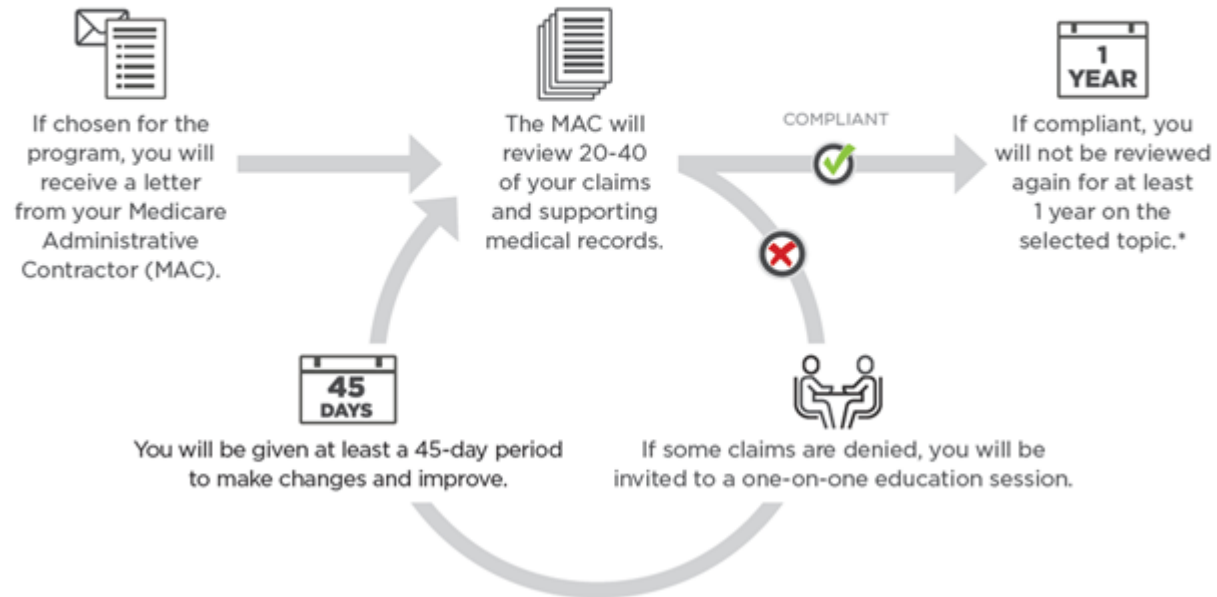 If chosen for the
program, you will
receive a letter
from your Medicare
Administrative
Contractor (MAC).
The MAC will
review 20-40
of your claims
and supporting
medical records.
COMPLIANT
1
YEAR
If compliant, you
will not be reviewed
again for at least
1 year on the
selected topic.*
45
DAYS
You will be given at least a 45-day period
to make changes and improve.
If some claims are denied, you will be
invited to a one-on-one education session.